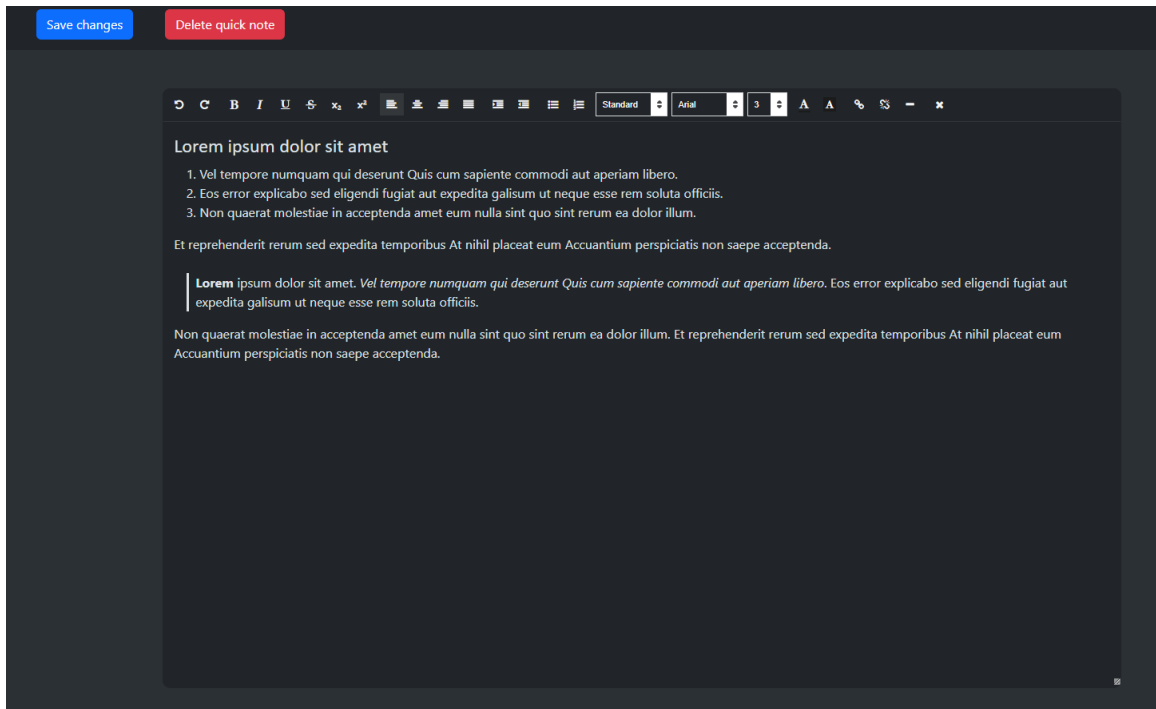 Save changes Delete quick note
B I U S x₂ x² Standard Arial 3 A A
Lorem ipsum dolor sit amet
1. Vel tempore numquam qui deserunt Quis cum sapiente commodi aut aperiam libero.
2. Eos error explicabo sed eligendi fugiat aut expedita galisum ut neque esse rem soluta officiis.
3. Non quaerat molestiae in acceptenda amet eum nulla sint quo sint rerum ea dolor illum.
Et reprehenderit rerum sed expedita temporibus At nihil placeat eum Accuantium perspiciatis non saepe acceptenda.
Lorem ipsum dolor sit amet. Vel tempore numquam qui deserunt Quis cum sapiente commodi aut aperiam libero. Eos error explicabo sed eligendi fugiat aut
expedita galisum ut neque esse rem soluta officiis.
Non quaerat molestiae in acceptenda amet eum nulla sint quo sint rerum ea dolor illum. Et reprehenderit rerum sed expedita temporibus At nihil placeat eum
Accuantium perspiciatis non saepe acceptenda.